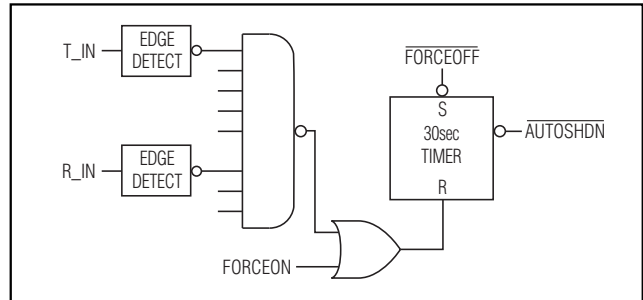 T_IN
EDGE
DETECT
R_IN
EDGE
DETECT
FORCEON
FORCEOFF
S
30sec
TIMER
R
AUTOSHDN